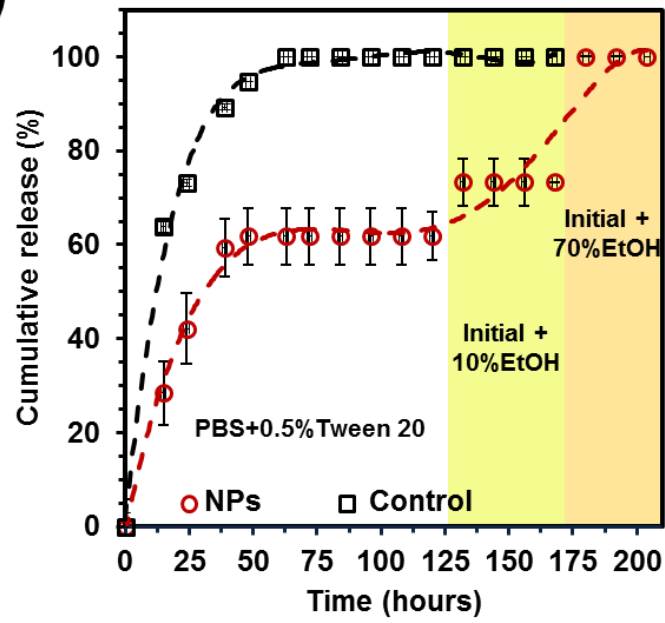 )
Cumulative release (%)
100
80
60
40
20
0
Initial +
70%EtOH
Initial +
10%EtOH
PBS+0.5%Tween 20
NPs
Control
0 25 50 75 100 125 150 175 200
Time (hours)